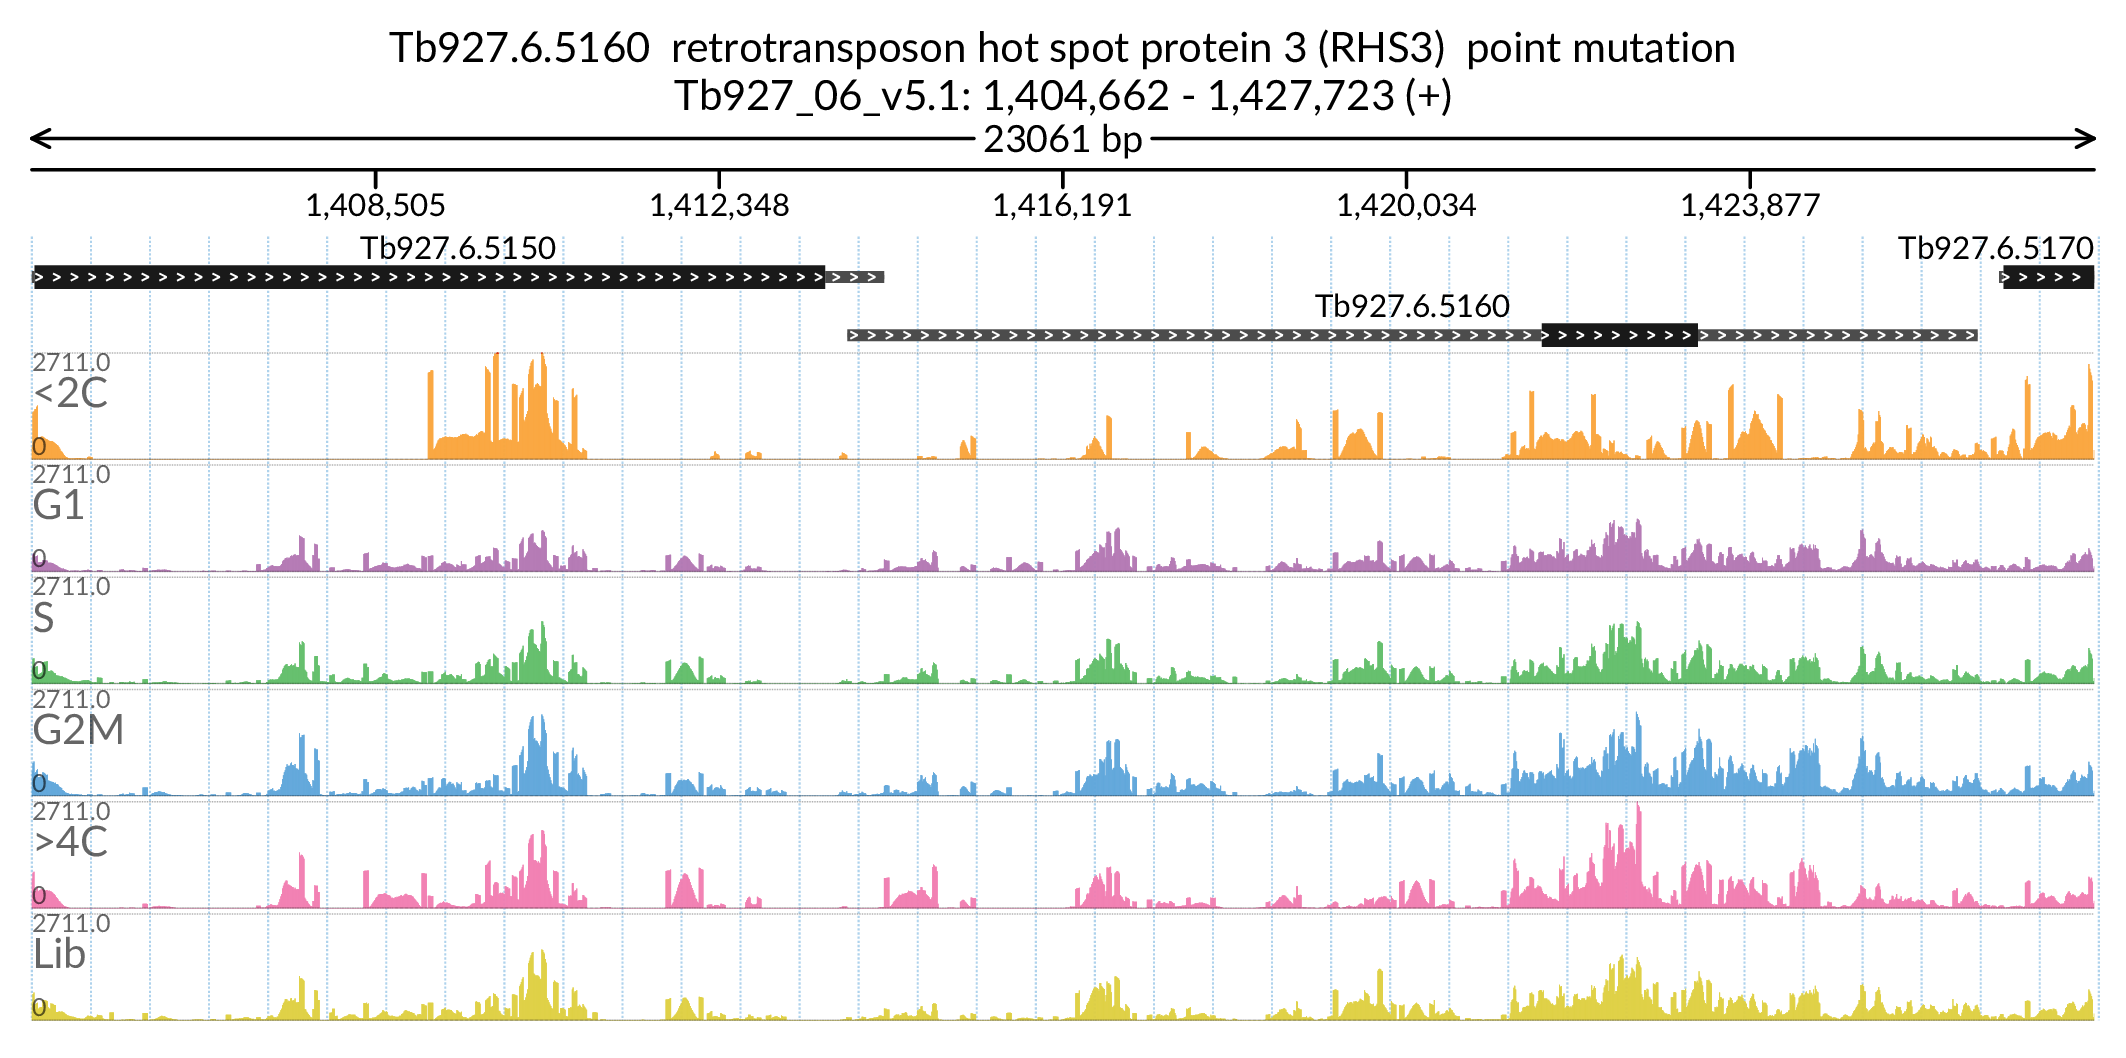 Tb927.6.5160 retrotransposon hot spot protein 3 (RHS3) point mutation
Tb927_06_v5.1: 1,404,662 - 1,427,723 (+)
23061 bp
1,408,505 1,412,348 1,416,191 1,420,034 1,423,877
Tb927.6.5150 Tb927.6.5170
Tb927.6.5160
2711.0
<2C
0
2711.0
G1
0
2711.0
S
0
2711.0
G2M
0
2711.0
>4C
0
2711.0
Lib
0